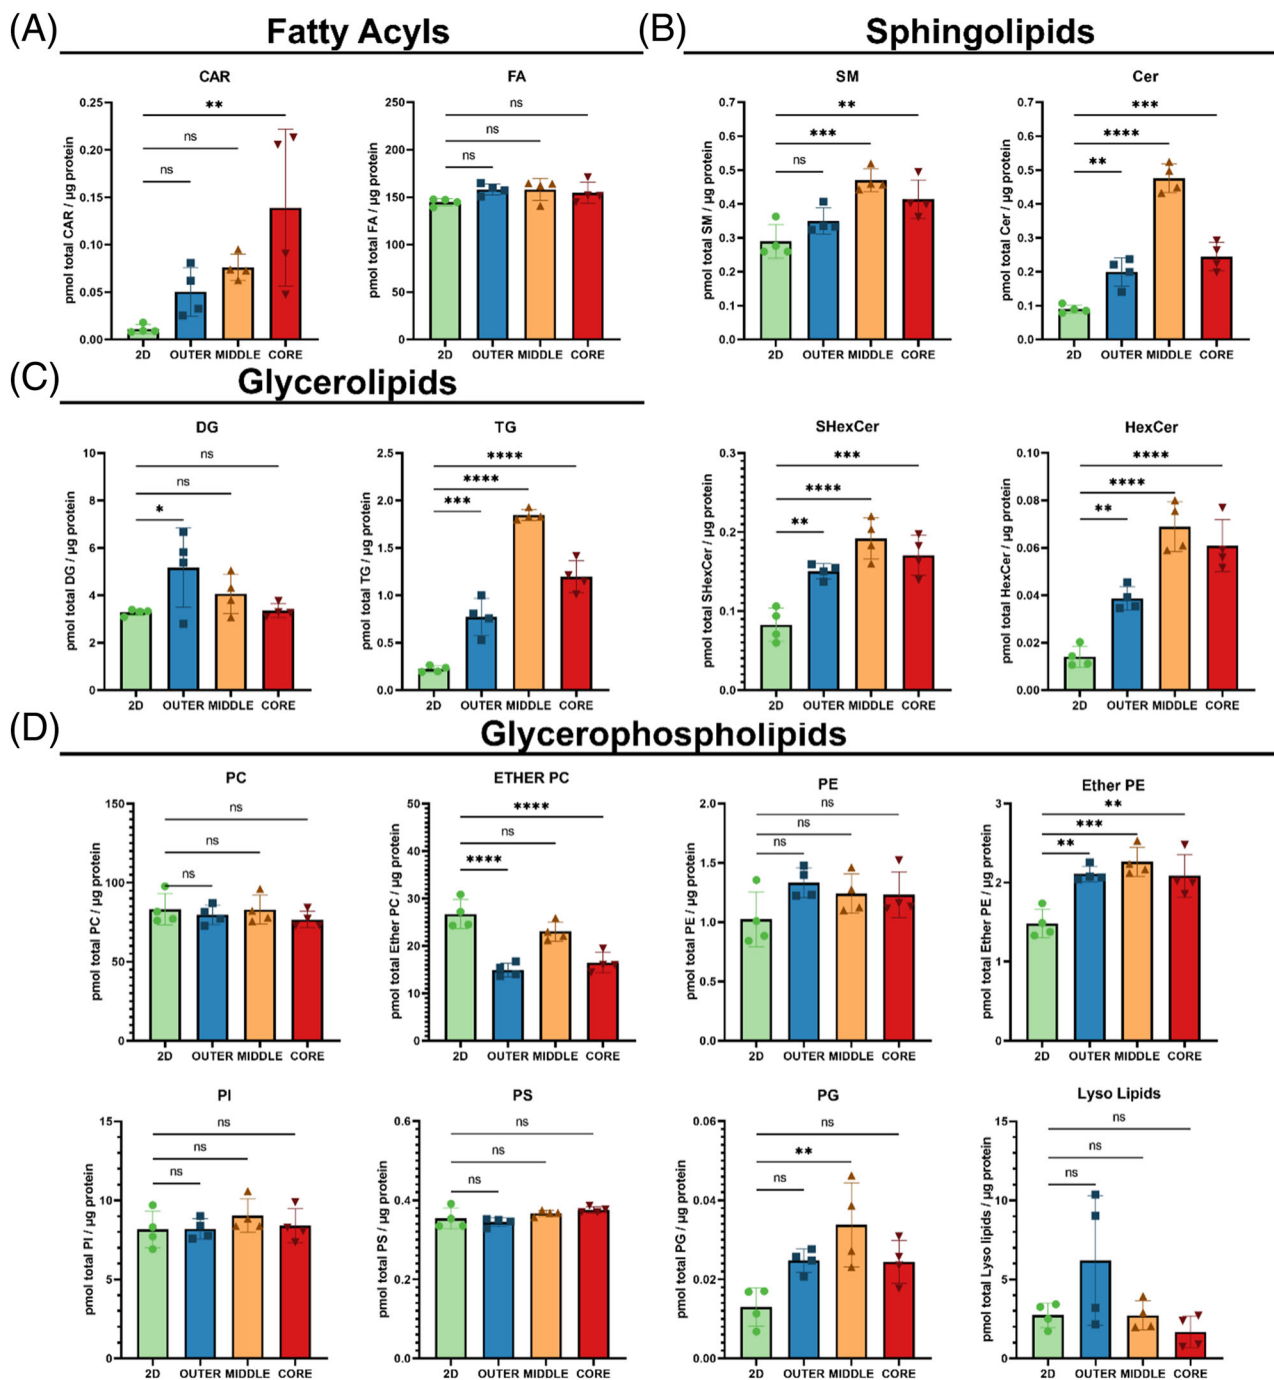 (A) Fatty Acyls
(B) Sphingolipids
CAR
pmol total CAR / µg protein
0.25
0.20
0.15
0.10
0.05
0.00
**
ns
ns
2D OUTER MIDDLE CORE
FA
pmol total FA / µg protein
250
200
150
100
50
0
ns
ns
ns
2D OUTER MIDDLE CORE
SM
pmol total SM / µg protein
0.7
0.6
0.5
0.4
0.3
0.2
0.1
0.0
**
***
ns
2D OUTER MIDDLE CORE
Cer
pmol total Cer / µg protein
0.7
0.6
0.5
0.4
0.3
0.2
0.1
0.0
***
****
**
2D OUTER MIDDLE CORE
(C) Glycerolipids
DG
pmol total DG / µg protein
10
8
6
4
2
0
ns
ns
*
2D OUTER MIDDLE CORE
TG
pmol total TG / µg protein
2.5
2.0
1.5
1.0
0.5
0.0
****
****
***
2D OUTER MIDDLE CORE
SHexCer
pmol total SHexCer / µg protein
0.3
0.2
0.1
0.0
***
****
**
2D OUTER MIDDLE CORE
HexCer
pmol total HexCer / µg protein
0.10
0.08
0.06
0.04
0.02
0.00
****
****
**
2D OUTER MIDDLE CORE
(D) Glycerophospholipids
PC
pmol total PC / µg protein
150
100
50
0
ns
ns
ns
2D OUTER MIDDLE CORE
ETHER PC
pmol total Ether PC / µg protein
50
40
30
20
10
0
****
ns
****
2D OUTER MIDDLE CORE
PE
pmol total PE / µg protein
2.0
1.5
1.0
0.5
0.0
ns
ns
ns
2D OUTER MIDDLE CORE
Ether PE
pmol total Ether PE / µg protein
3
2
1
0
**
***
**
2D OUTER MIDDLE CORE
PI
pmol total PI / µg protein
15
10
5
0
ns
ns
ns
2D OUTER MIDDLE CORE
PS
pmol total PS / µg protein
0.6
0.4
0.2
0.0
ns
ns
ns
2D OUTER MIDDLE CORE
PG
pmol total PG / µg protein
0.06
0.04
0.02
0.00
ns
**
ns
2D OUTER MIDDLE CORE
Lyso Lipids
pmol total Lyso lipids / µg protein
15
10
5
0
ns
ns
ns
2D OUTER MIDDLE CORE